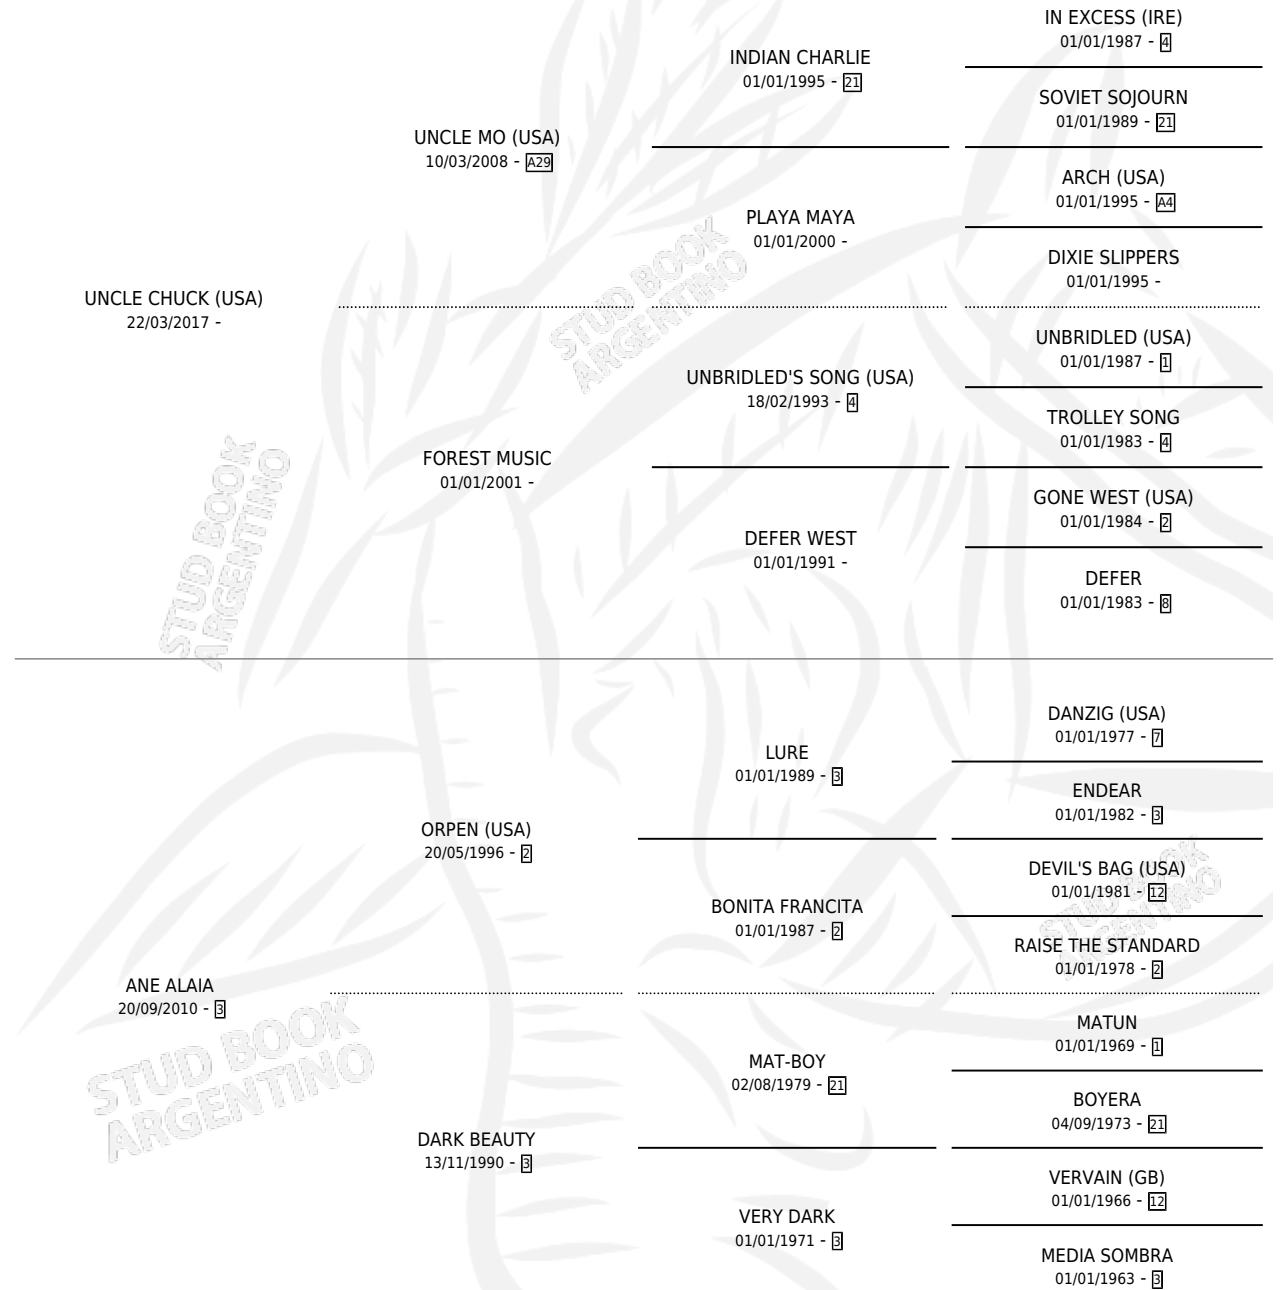 IN EXCESS (IRE)
01/01/1987 - 4
INDIAN CHARLIE
01/01/1995 - 21
SOVIET SOJOURN
01/01/1989 - 21
UNCLE MO (USA)
10/03/2008 - A29
ARCH (USA)
01/01/1995 - A4
PLAYA MAYA
01/01/2000 -
DIXIE SLIPPERS
01/01/1995 -
UNCLE CHUCK (USA)
22/03/2017 -
UNBRIDLED (USA)
01/01/1987 - 1
UNBRIDLED'S SONG (USA)
18/02/1993 - 4
TROLLEY SONG
01/01/1983 - 4
FOREST MUSIC
01/01/2001 -
GONE WEST (USA)
01/01/1984 - 2
DEFER WEST
01/01/1991 -
DEFER
01/01/1983 - 8
DANZIG (USA)
01/01/1977 - 7
LURE
01/01/1989 - 3
ENDEAR
01/01/1982 - 3
ORPEN (USA)
20/05/1996 - 2
DEVIL'S BAG (USA)
01/01/1981 - 12
BONITA FRANCITA
01/01/1987 - 2
RAISE THE STANDARD
01/01/1978 - 2
ANE ALAIA
20/09/2010 - 3
MATUN
01/01/1969 - 1
MAT-BOY
02/08/1979 - 21
BOYERA
04/09/1973 - 21
DARK BEAUTY
13/11/1990 - 3
VERVAIN (GB)
01/01/1966 - 12
VERY DARK
01/01/1971 - 3
MEDIA SOMBRA
01/01/1963 - 3
STUD BOOK
ARGENTINO
STUD BOOK
ARGENTINO
STUD BOOK
ARGENTINO
STUD BOOK
ARGENTINO